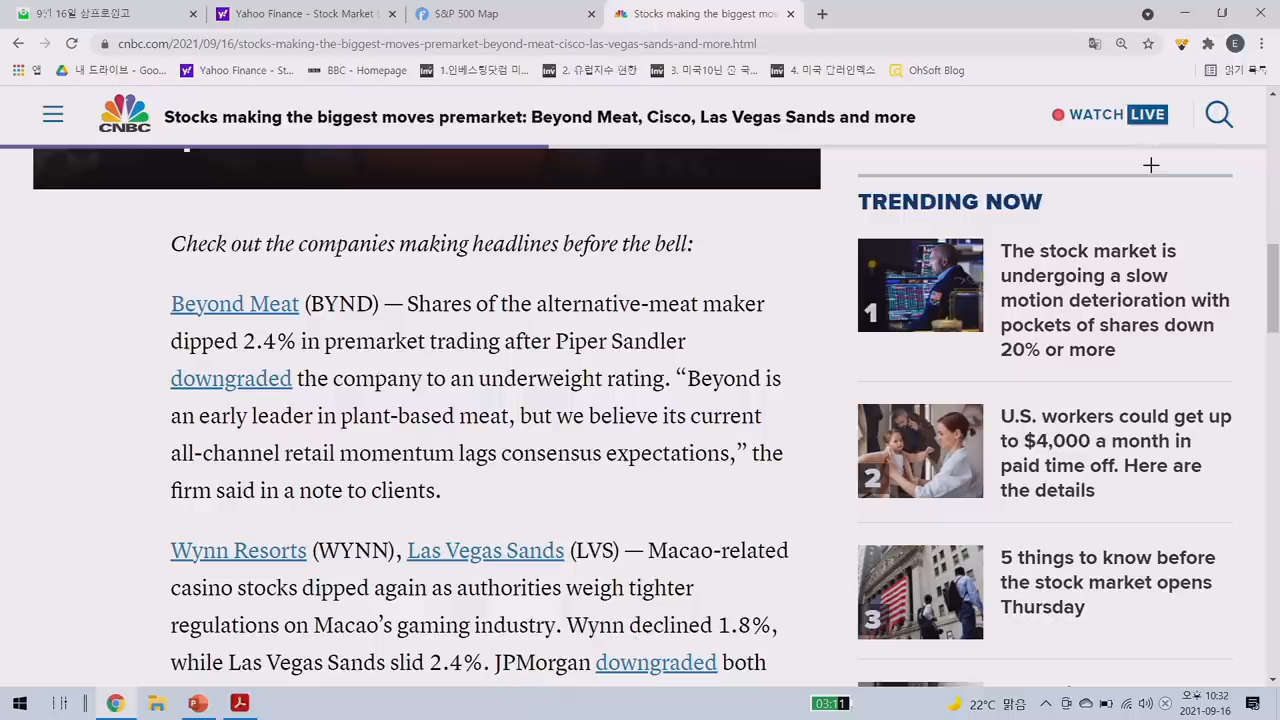 위 16일 삼프로원고
Yahoo Finance - Stock Market L
S&P 500 Map
Stocks making the biggest mov
cnbc.com/2021/09/16/stocks-making-the-biggest-moves-premarket-beyond-meat-cisco-las-vegas-sands-and-more.html
E
앱
내 드라이브 - Goo...
Yahoo Finance - St...
BBC - Homepage
1.인베스팅닷컴 미...
2. 유럽지수 현황
3. 미국10년 준 국...
4. 미국 달러인덱스
OhSoft Blog
읽기 목록
CNBC
Stocks making the biggest moves premarket: Beyond Meat, Cisco, Las Vegas Sands and more
WATCH LIVE
Check out the companies making headlines before the bell:
Beyond Meat (BYND) — Shares of the alternative-meat maker
dipped 2.4% in premarket trading after Piper Sandler
downgraded the company to an underweight rating. “Beyond is
an early leader in plant-based meat, but we believe its current
all-channel retail momentum lags consensus expectations,” the
firm said in a note to clients.
Wynn Resorts (WYNN), Las Vegas Sands (LVS) — Macao-related
casino stocks dipped again as authorities weigh tighter
regulations on Macao’s gaming industry. Wynn declined 1.8%,
while Las Vegas Sands slid 2.4%. JPMorgan downgraded both
TRENDING NOW
1
The stock market is
undergoing a slow
motion deterioration with
pockets of shares down
20% or more
2
U.S. workers could get up
to $4,000 a month in
paid time off. Here are
the details
3
5 things to know before
the stock market opens
Thursday
03:11
22°C 맑음
오후 10:32
2021-09-16